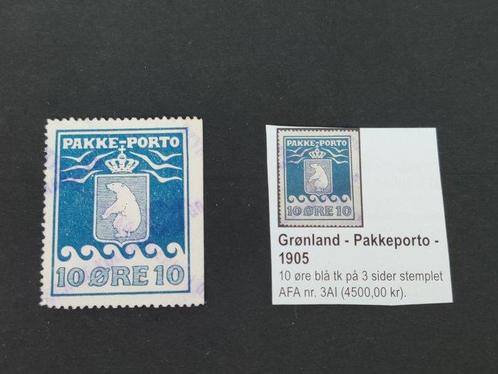 PAKKE-PORTO
10 ØRE 10
PAKKE-PORTO
10 ØRE 10
Grønland - Pakkeporto -
1905
10 øre blå tk på 3 sider stemplet
AFA nr. 3AI (4500,00 kr).